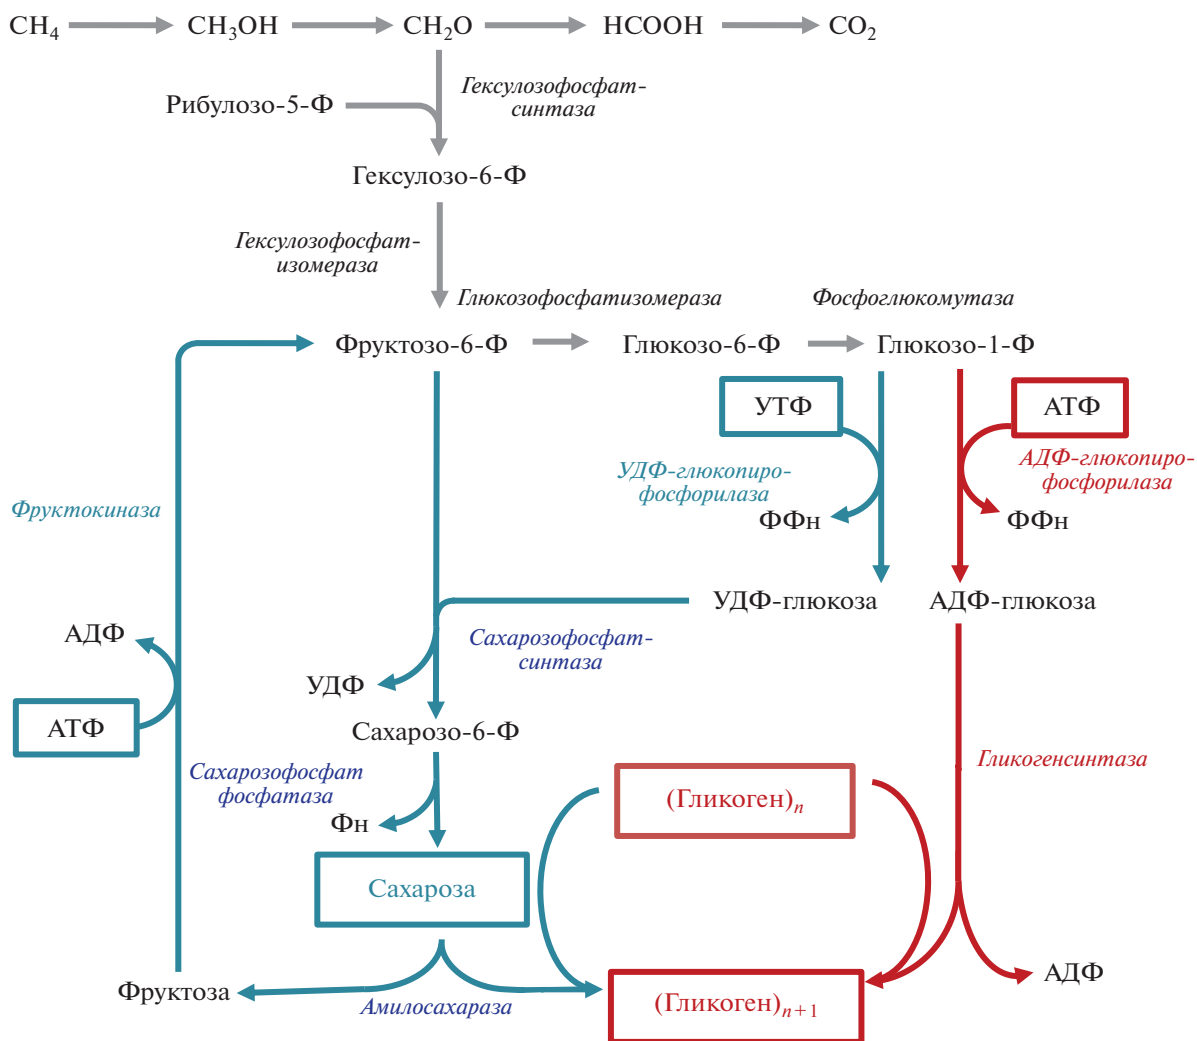 CH₄ CH₃OH CH₂O HCOOH CO₂
Гексулозофосфат-
синтаза
Рибулозо-5-Ф
Гексулозо-6-Ф
Гексулозофосфат-
изомераза
Глюкозофосфатизомераза Фосфоглюкомутаза
Фруктозо-6-Ф Глюкозо-6-Ф Глюкозо-1-Ф
УТФ АТФ
УДФ-глюкопиро-
фосфорилаза
АДФ-глюкопиро-
фосфорилаза
Фруктокиназа
ФФн ФФн
УДФ-глюкоза АДФ-глюкоза
АДФ
Сахарозофосфат-
синтаза
УДФ
АТФ
Сахарозо-6-Ф
Сахарозофосфат
фосфатаза
Гликогенсинтаза
(Гликоген)n
Фн
Сахароза
Фруктоза
Амилосахараза
(Гликоген)n+1
АДФ